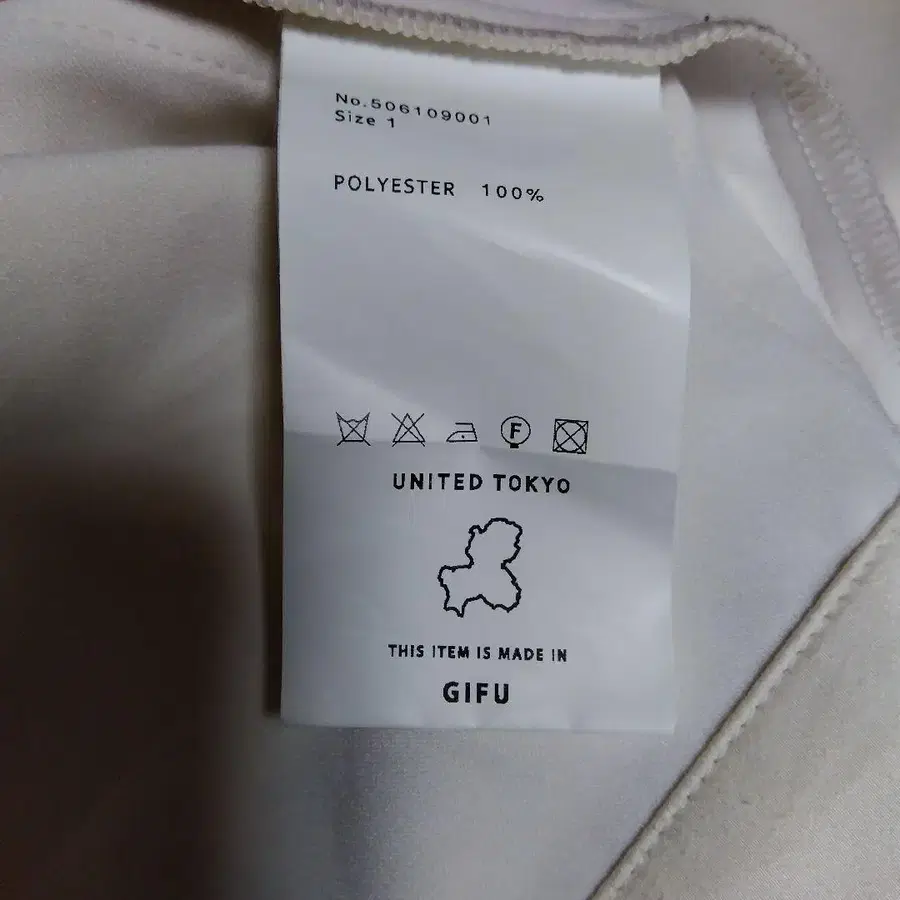 No.506109001
Size 1
POLYESTER 100%
F
UNITED TOKYO
THIS ITEM IS MADE IN
GIFU